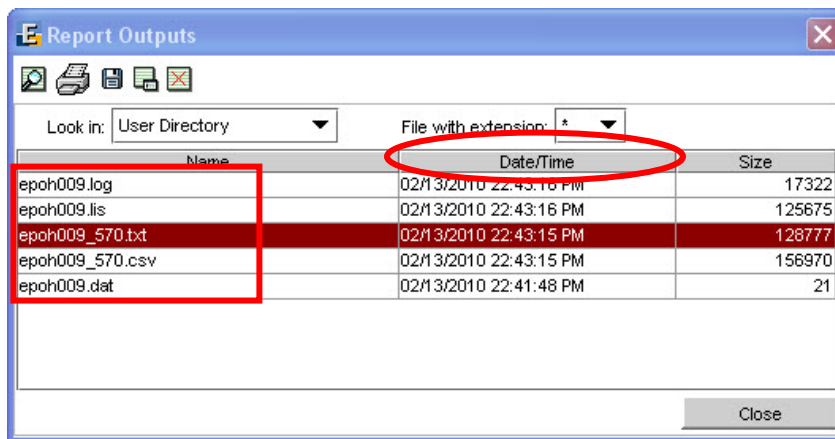 Report Outputs
Look in: User Directory File with extension: *
Name Date/Time Size
epoh009.log 02/13/2010 22:43:16 PM 17322
epoh009.lis 02/13/2010 22:43:16 PM 125675
epoh009_570.txt 02/13/2010 22:43:15 PM 128777
epoh009_570.csv 02/13/2010 22:43:15 PM 156970
epoh009.dat 02/13/2010 22:41:48 PM 21
Close